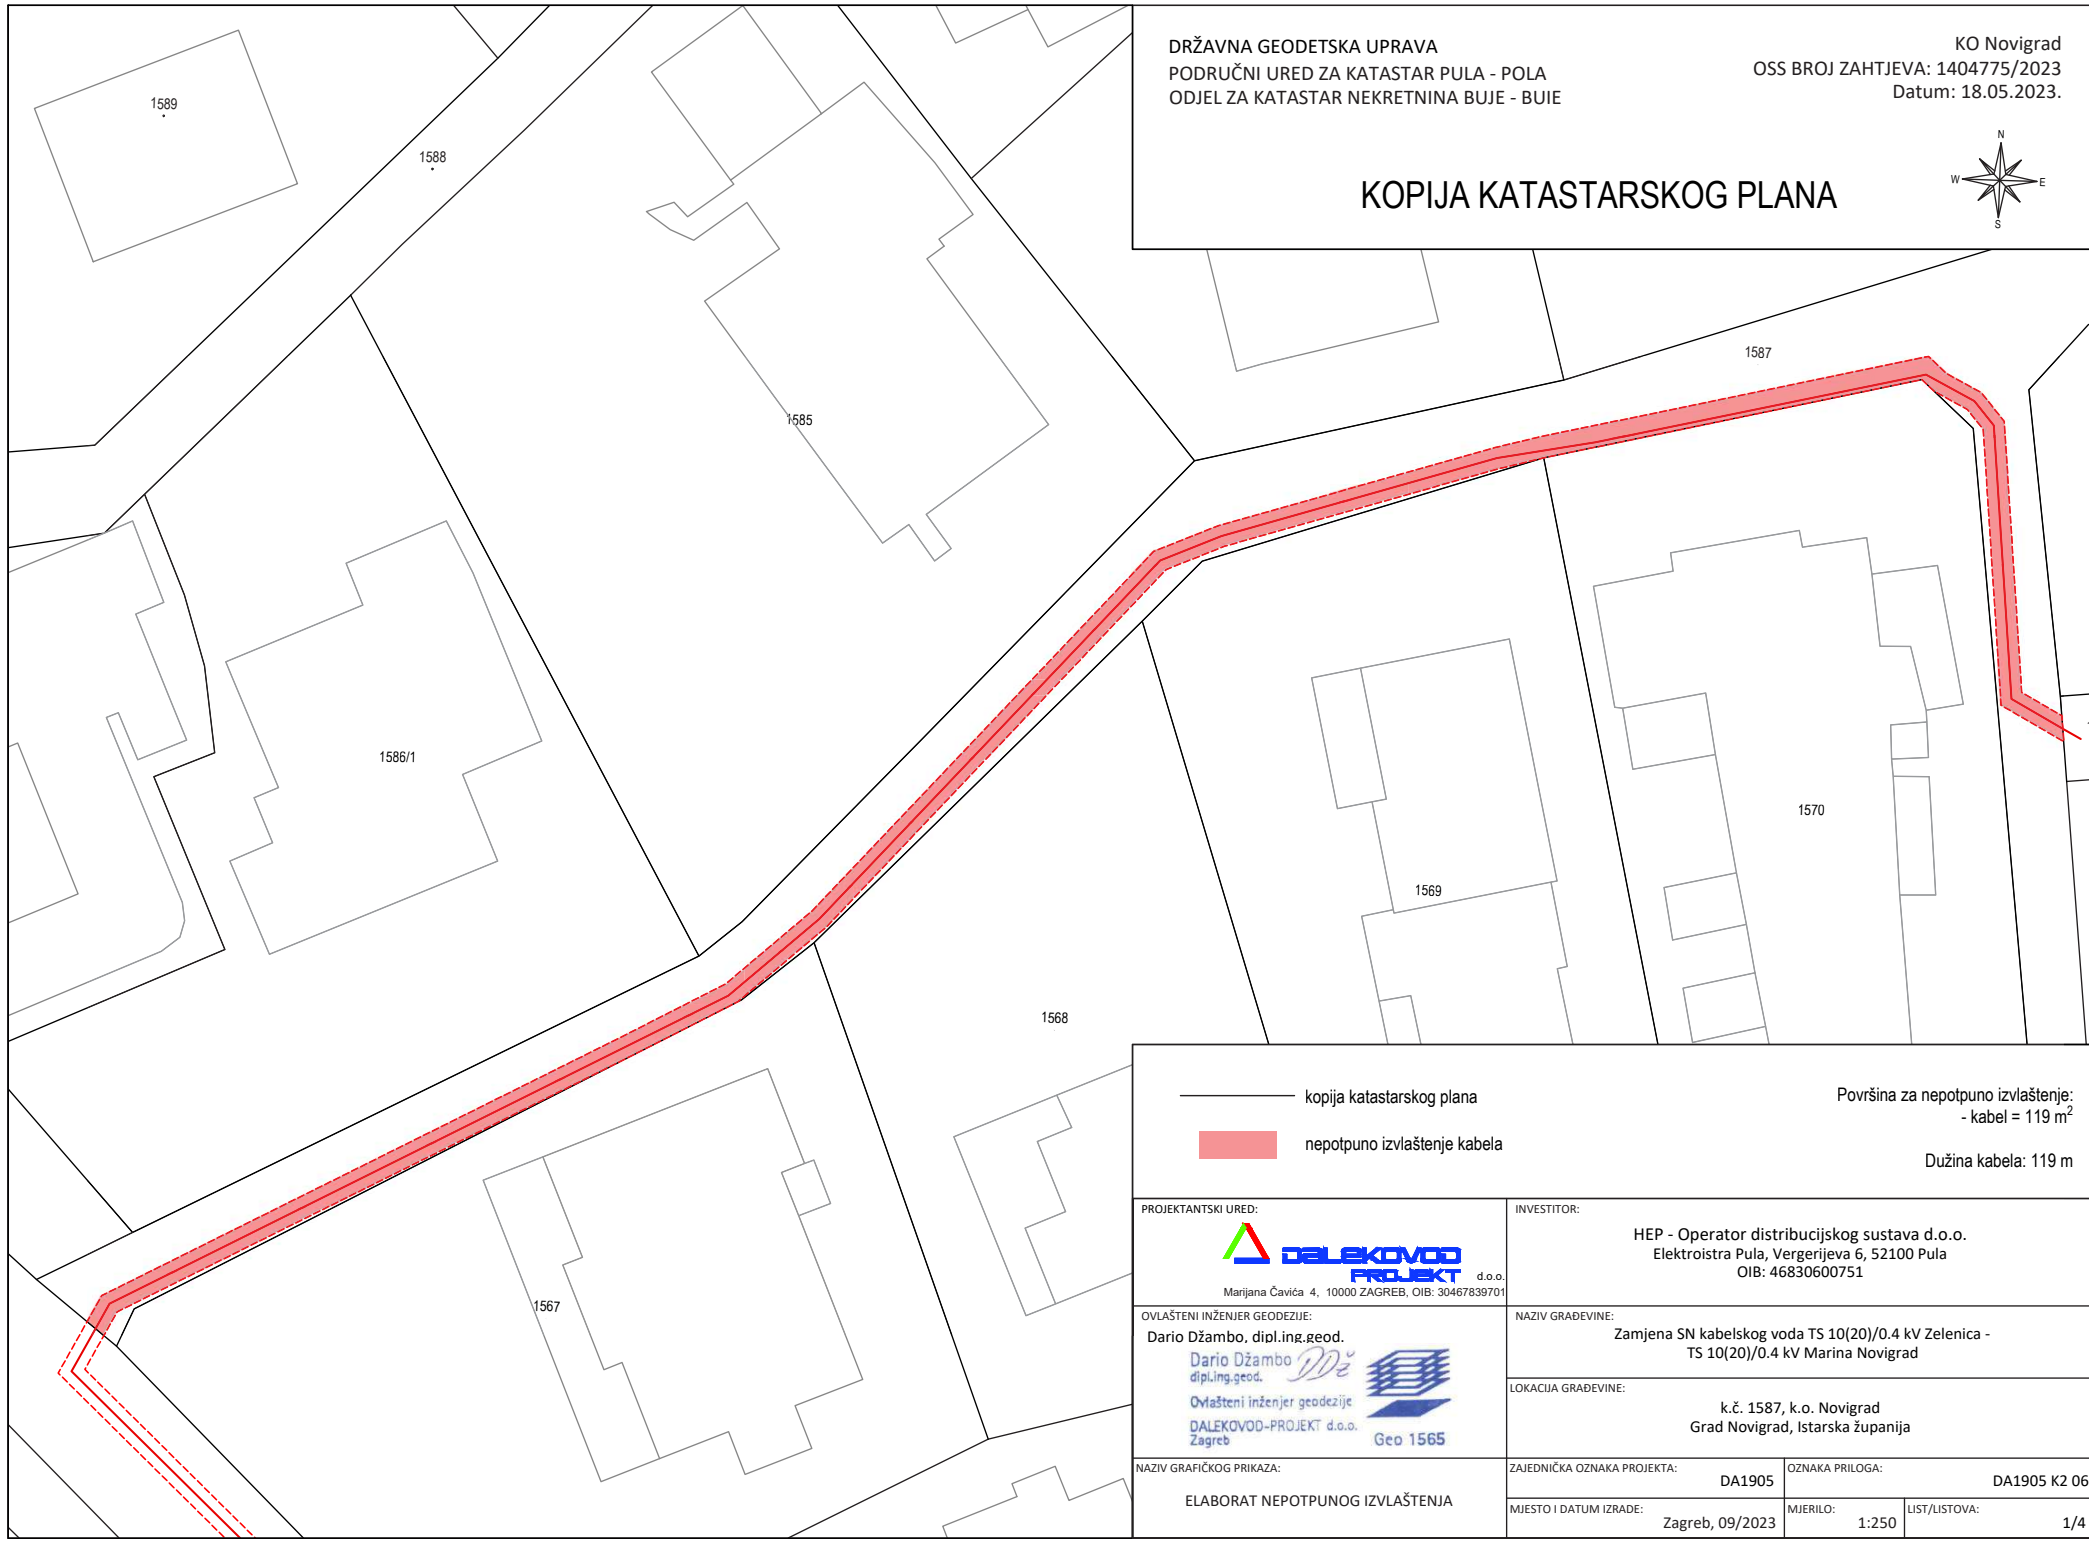 DRŽAVNA GEODETSKA UPRAVA
PODRUČNI URED ZA KATASTAR PULA - POLA
ODJEL ZA KATASTAR NEKRETNINA BUJE - BUIE
KO Novigrad
OSS BROJ ZAHTJEVA: 1404775/2023
Datum: 18.05.2023.
KOPIJA KATASTARSKOG PLANA
N
W
E
S
1589
1588
1587
1585
1586/1
1570
1569
1568
1567
kopija katastarskog plana
nepotpuno izvlaštenje kabela
Površina za nepotpuno izvlaštenje:
- kabel = 119 m²
Dužina kabela: 119 m
PROJEKTANTSKI URED:
DALEKOVOD
PROJEKT d.o.o.
Marijana Čavića 4, 10000 ZAGREB, OIB: 30467839701
INVESTITOR:
HEP - Operator distribucijskog sustava d.o.o.
Elektroistra Pula, Vergerijeva 6, 52100 Pula
OIB: 46830600751
OVLAŠTENI INŽENJER GEODEZIJE:
Dario Džambo, dipl.ing.geod.
Dario Džambo
dipl.ing.geod.
Ovlašteni inženjer geodezije
DALEKOVOD-PROJEKT d.o.o.
Zagreb
Geo 1565
NAZIV GRAĐEVINE:
Zamjena SN kabelskog voda TS 10(20)/0.4 kV Zelenica -
TS 10(20)/0.4 kV Marina Novigrad
LOKACIJA GRAĐEVINE:
k.č. 1587, k.o. Novigrad
Grad Novigrad, Istarska županija
NAZIV GRAFIČKOG PRIKAZA:
ELABORAT NEPOTPUNOG IZVLAŠTENJA
ZAJEDNIČKA OZNAKA PROJEKTA:
DA1905
OZNAKA PRILOGA:
DA1905 K2 06
MJESTO I DATUM IZRADE:
Zagreb, 09/2023
MJERILO:
1:250
LIST/LISTOVA:
1/4